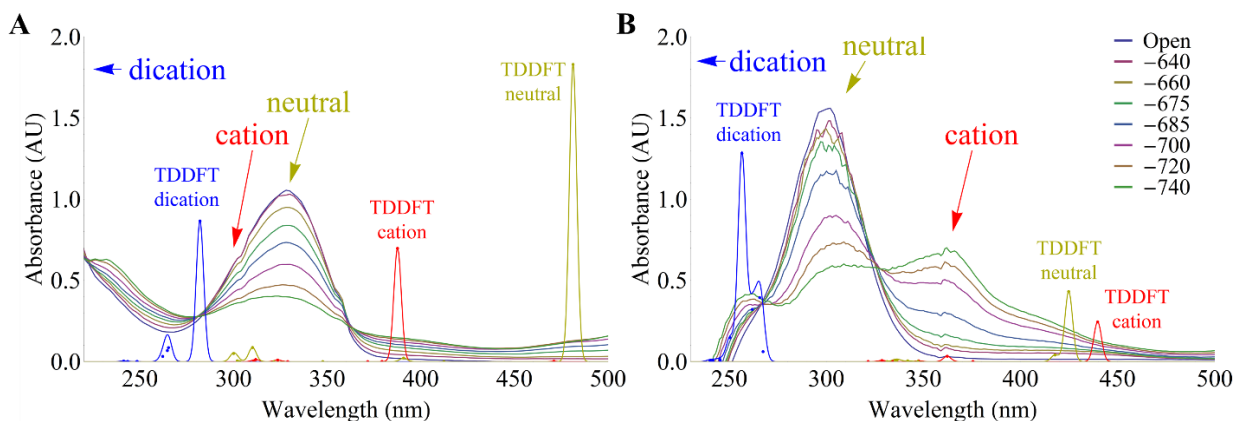 A
Absorbance (AU)
2.0
1.5
1.0
0.5
0.0
dication
neutral
cation
TDDFT
dication
TDDFT
cation
TDDFT
neutral
250
300
350
400
450
500
Wavelength (nm)
B
Absorbance (AU)
2.0
1.5
1.0
0.5
0.0
dication
neutral
cation
TDDFT
dication
TDDFT
neutral
TDDFT
cation
250
300
350
400
450
500
Wavelength (nm)
Open
−640
−660
−675
−685
−700
−720
−740